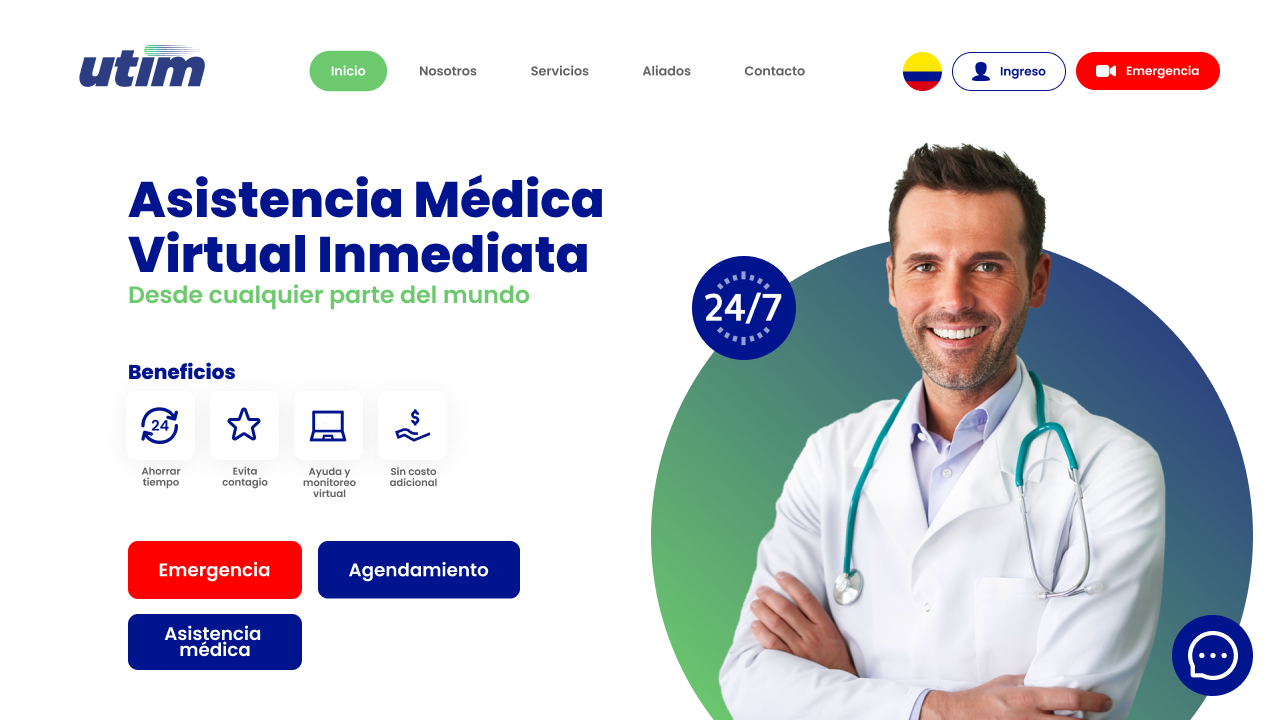 utim
Inicio
Nosotros
Servicios
Aliados
Contacto
Ingreso
Emergencia
Asistencia Médica
Virtual Inmediata
Desde cualquier parte del mundo
24/7
Beneficios
24
$
Ahorrar
tiempo
Evita
contagio
Ayuda y
monitoreo
virtual
Sin costo
adicional
Emergencia
Agendamiento
Asistencia
médica